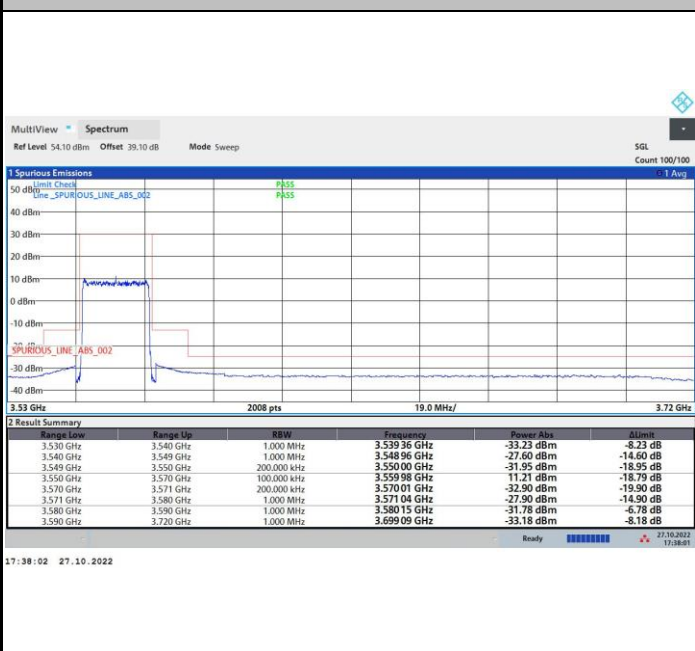 MultiView Spectrum
Ref Level 54.10 dBm Offset 39.10 dB Mode Sweep SGL
Count 100/100
1 Spurious Emissions 1 Avg
50 dBm Limit Check PASS
Line _SPURIOUS_LINE_ABS_002 PASS
40 dBm
30 dBm
20 dBm
10 dBm
0 dBm
-10 dBm
-20 dBm
SPURIOUS_LINE_ABS_002
-30 dBm
-40 dBm
3.53 GHz 2008 pts 19.0 MHz/ 3.72 GHz
2 Result Summary
Range Low Range Up RBW Frequency Power Abs ΔLimit
3.530 GHz 3.540 GHz 1.000 MHz 3.539 36 GHz -33.23 dBm -8.23 dB
3.540 GHz 3.549 GHz 1.000 MHz 3.548 96 GHz -27.60 dBm -14.60 dB
3.549 GHz 3.550 GHz 200.000 kHz 3.550 00 GHz -31.95 dBm -18.95 dB
3.550 GHz 3.570 GHz 100.000 kHz 3.559 98 GHz 11.21 dBm -18.79 dB
3.570 GHz 3.571 GHz 200.000 kHz 3.570 01 GHz -32.90 dBm -19.90 dB
3.571 GHz 3.580 GHz 1.000 MHz 3.571 04 GHz -27.90 dBm -14.90 dB
3.580 GHz 3.590 GHz 1.000 MHz 3.580 15 GHz -31.78 dBm -6.78 dB
3.590 GHz 3.720 GHz 1.000 MHz 3.699 09 GHz -33.18 dBm -8.18 dB
Ready 27.10.2022
17:38:01
17:38:02 27.10.2022